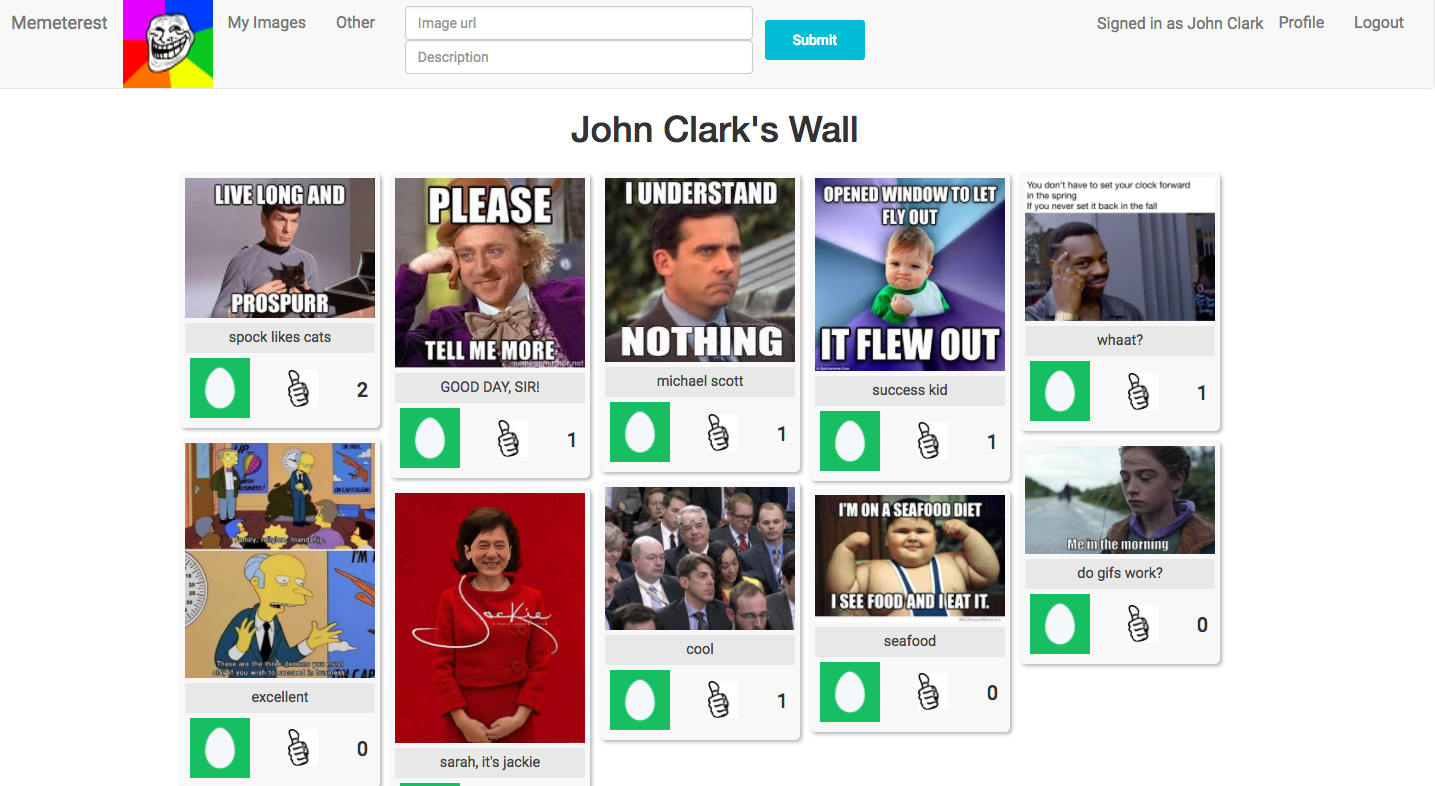 Memeterest
My Images
Other
Image url
Description
Submit
Signed in as John Clark
Profile
Logout
John Clark's Wall
LIVE LONG AND
PROSPURR
spock likes cats
2
PLEASE
TELL ME MORE
GOOD DAY, SIR!
1
I UNDERSTAND
NOTHING
michael scott
1
OPENED WINDOW TO LET
FLY OUT
IT FLEW OUT
success kid
1
You don't have to set your clock forward
in the spring
If you never set it back in the fall
whaat?
1
Family, religion, friendship.
These are the three demons you must
slay if you wish to succeed in business.
excellent
0
Jackie
sarah, it's jackie
cool
1
I'M ON A SEAFOOD DIET
I SEE FOOD AND I EAT IT.
seafood
0
Me in the morning
do gifs work?
0